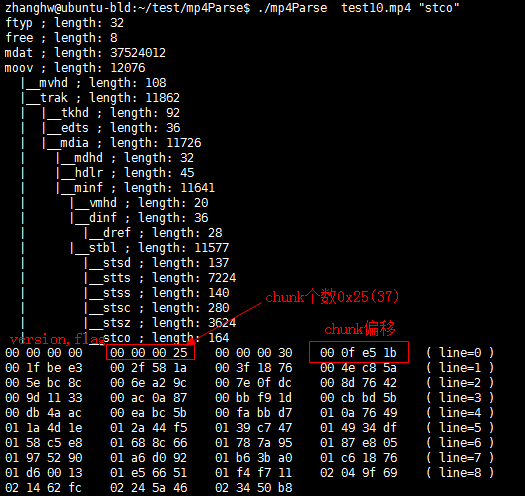 zhanghw@ubuntu-bld:~/test/mp4Parse$ ./mp4Parse  test10.mp4 "stco"
ftyp ; length: 32
free ; length: 8
mdat ; length: 37524012
moov ; length: 12076
|__mvhd ; length: 108
|__trak ; length: 11862
|  |__tkhd ; length: 92
|  |__edts ; length: 36
|  |__mdia ; length: 11726
|    |__mdhd ; length: 32
|    |__hdlr ; length: 45
|    |__minf ; length: 11641
|      |__vmhd ; length: 20
|      |__dinf ; length: 36
|        |__dref ; length: 28
|      |__stbl ; length: 11577
|        |__stsd ; length: 137
|        |__stts ; length: 7224
|        |__stss ; length: 140
|        |__stsc ; length: 280
|        |__stsz ; length: 3624
|        |__stco ; length: 164
chunk个数0x25(37)
chunk偏移
version,flag
00 00 00 00    00 00 00 25    00 00 00 30    00 0f e5 1b   ( line=0 )
00 1f be e3    00 2f 58 1a    00 3f 18 76    00 4e c8 5a   ( line=1 )
00 5e bc 8c    00 6e a2 9c    00 7e 0f dc    00 8d 76 42   ( line=2 )
00 9d 11 33    00 ac 0a 87    00 bb f9 1d    00 cb bd 5b   ( line=3 )
00 db 4a ac    00 ea bc 5b    00 fa bb d7    01 0a 76 49   ( line=4 )
01 1a 4d 1e    01 2a 44 f5    01 39 c7 47    01 49 34 df   ( line=5 )
01 58 c5 e8    01 68 8c 66    01 78 7a 95    01 87 e8 05   ( line=6 )
01 97 52 90    01 a6 d0 92    01 b6 3b a0    01 c6 18 76   ( line=7 )
01 d6 00 13    01 e5 66 51    01 f4 f7 11    02 04 9f 69   ( line=8 )
02 14 62 fc    02 24 5a 46    02 34 50 b8